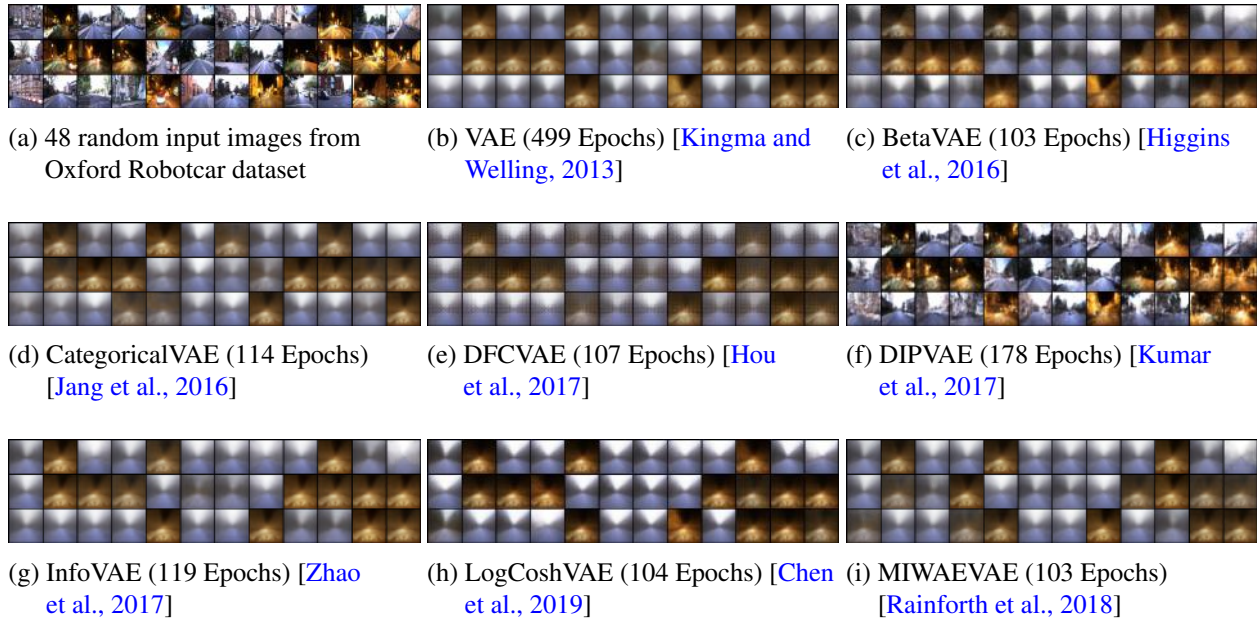 (a) 48 random input images from
Oxford Robotcar dataset
(b) VAE (499 Epochs) [Kingma and
Welling, 2013]
(c) BetaVAE (103 Epochs) [Higgins
et al., 2016]
(d) CategoricalVAE (114 Epochs)
[Jang et al., 2016]
(e) DFCVAE (107 Epochs) [Hou
et al., 2017]
(f) DIPVAE (178 Epochs) [Kumar
et al., 2017]
(g) InfoVAE (119 Epochs) [Zhao
et al., 2017]
(h) LogCoshVAE (104 Epochs) [Chen
et al., 2019]
(i) MIWAEVAE (103 Epochs)
[Rainforth et al., 2018]